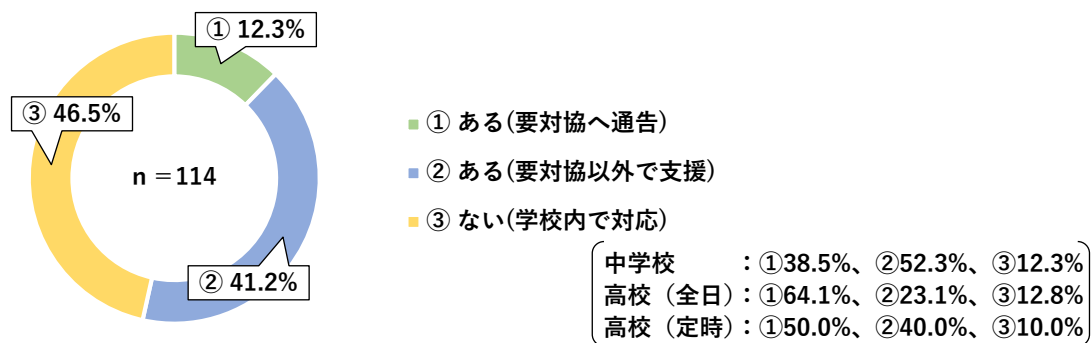 ① 12.3%
③ 46.5%
n ＝114
② 41.2%
① ある(要対協へ通告)
② ある(要対協以外で支援)
③ ない(学校内で対応)
中学校　　：①38.5%、②52.3%、③12.3%
高校（全日）：①64.1%、②23.1%、③12.8%
高校（定時）：①50.0%、②40.0%、③10.0%